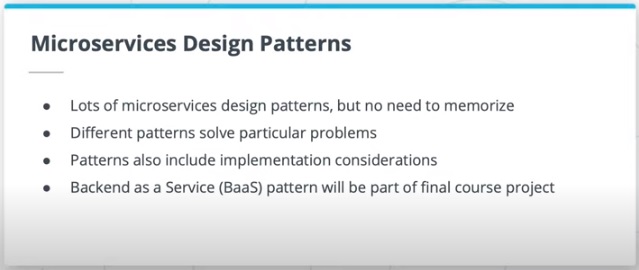 Microservices Design Patterns
● Lots of microservices design patterns, but no need to memorize
● Different patterns solve particular problems
● Patterns also include implementation considerations
● Backend as a Service (BaaS) pattern will be part of final course project